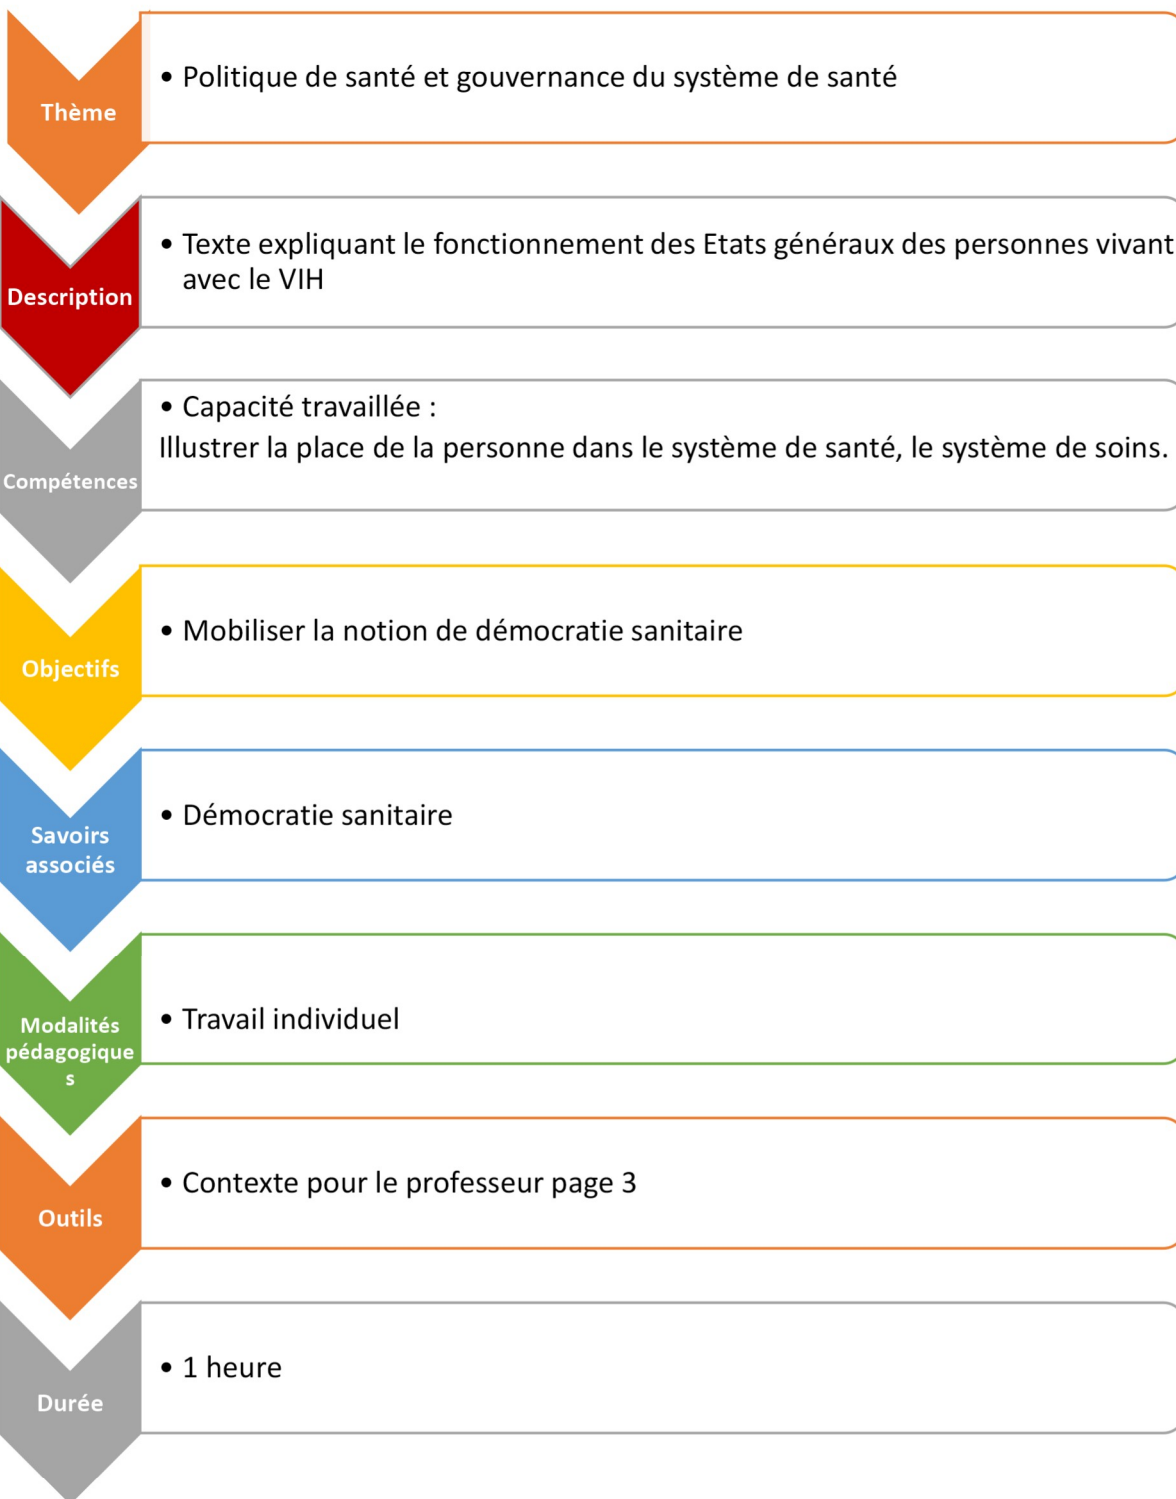 Thème
• Politique de santé et gouvernance du système de santé
Description
• Texte expliquant le fonctionnement des Etats généraux des personnes vivant
avec le VIH
Compétences
• Capacité travaillée :
Illustrer la place de la personne dans le système de santé, le système de soins.
Objectifs
• Mobiliser la notion de démocratie sanitaire
Savoirs
associés
• Démocratie sanitaire
Modalités
pédagogique
s
• Travail individuel
Outils
• Contexte pour le professeur page 3
Durée
• 1 heure